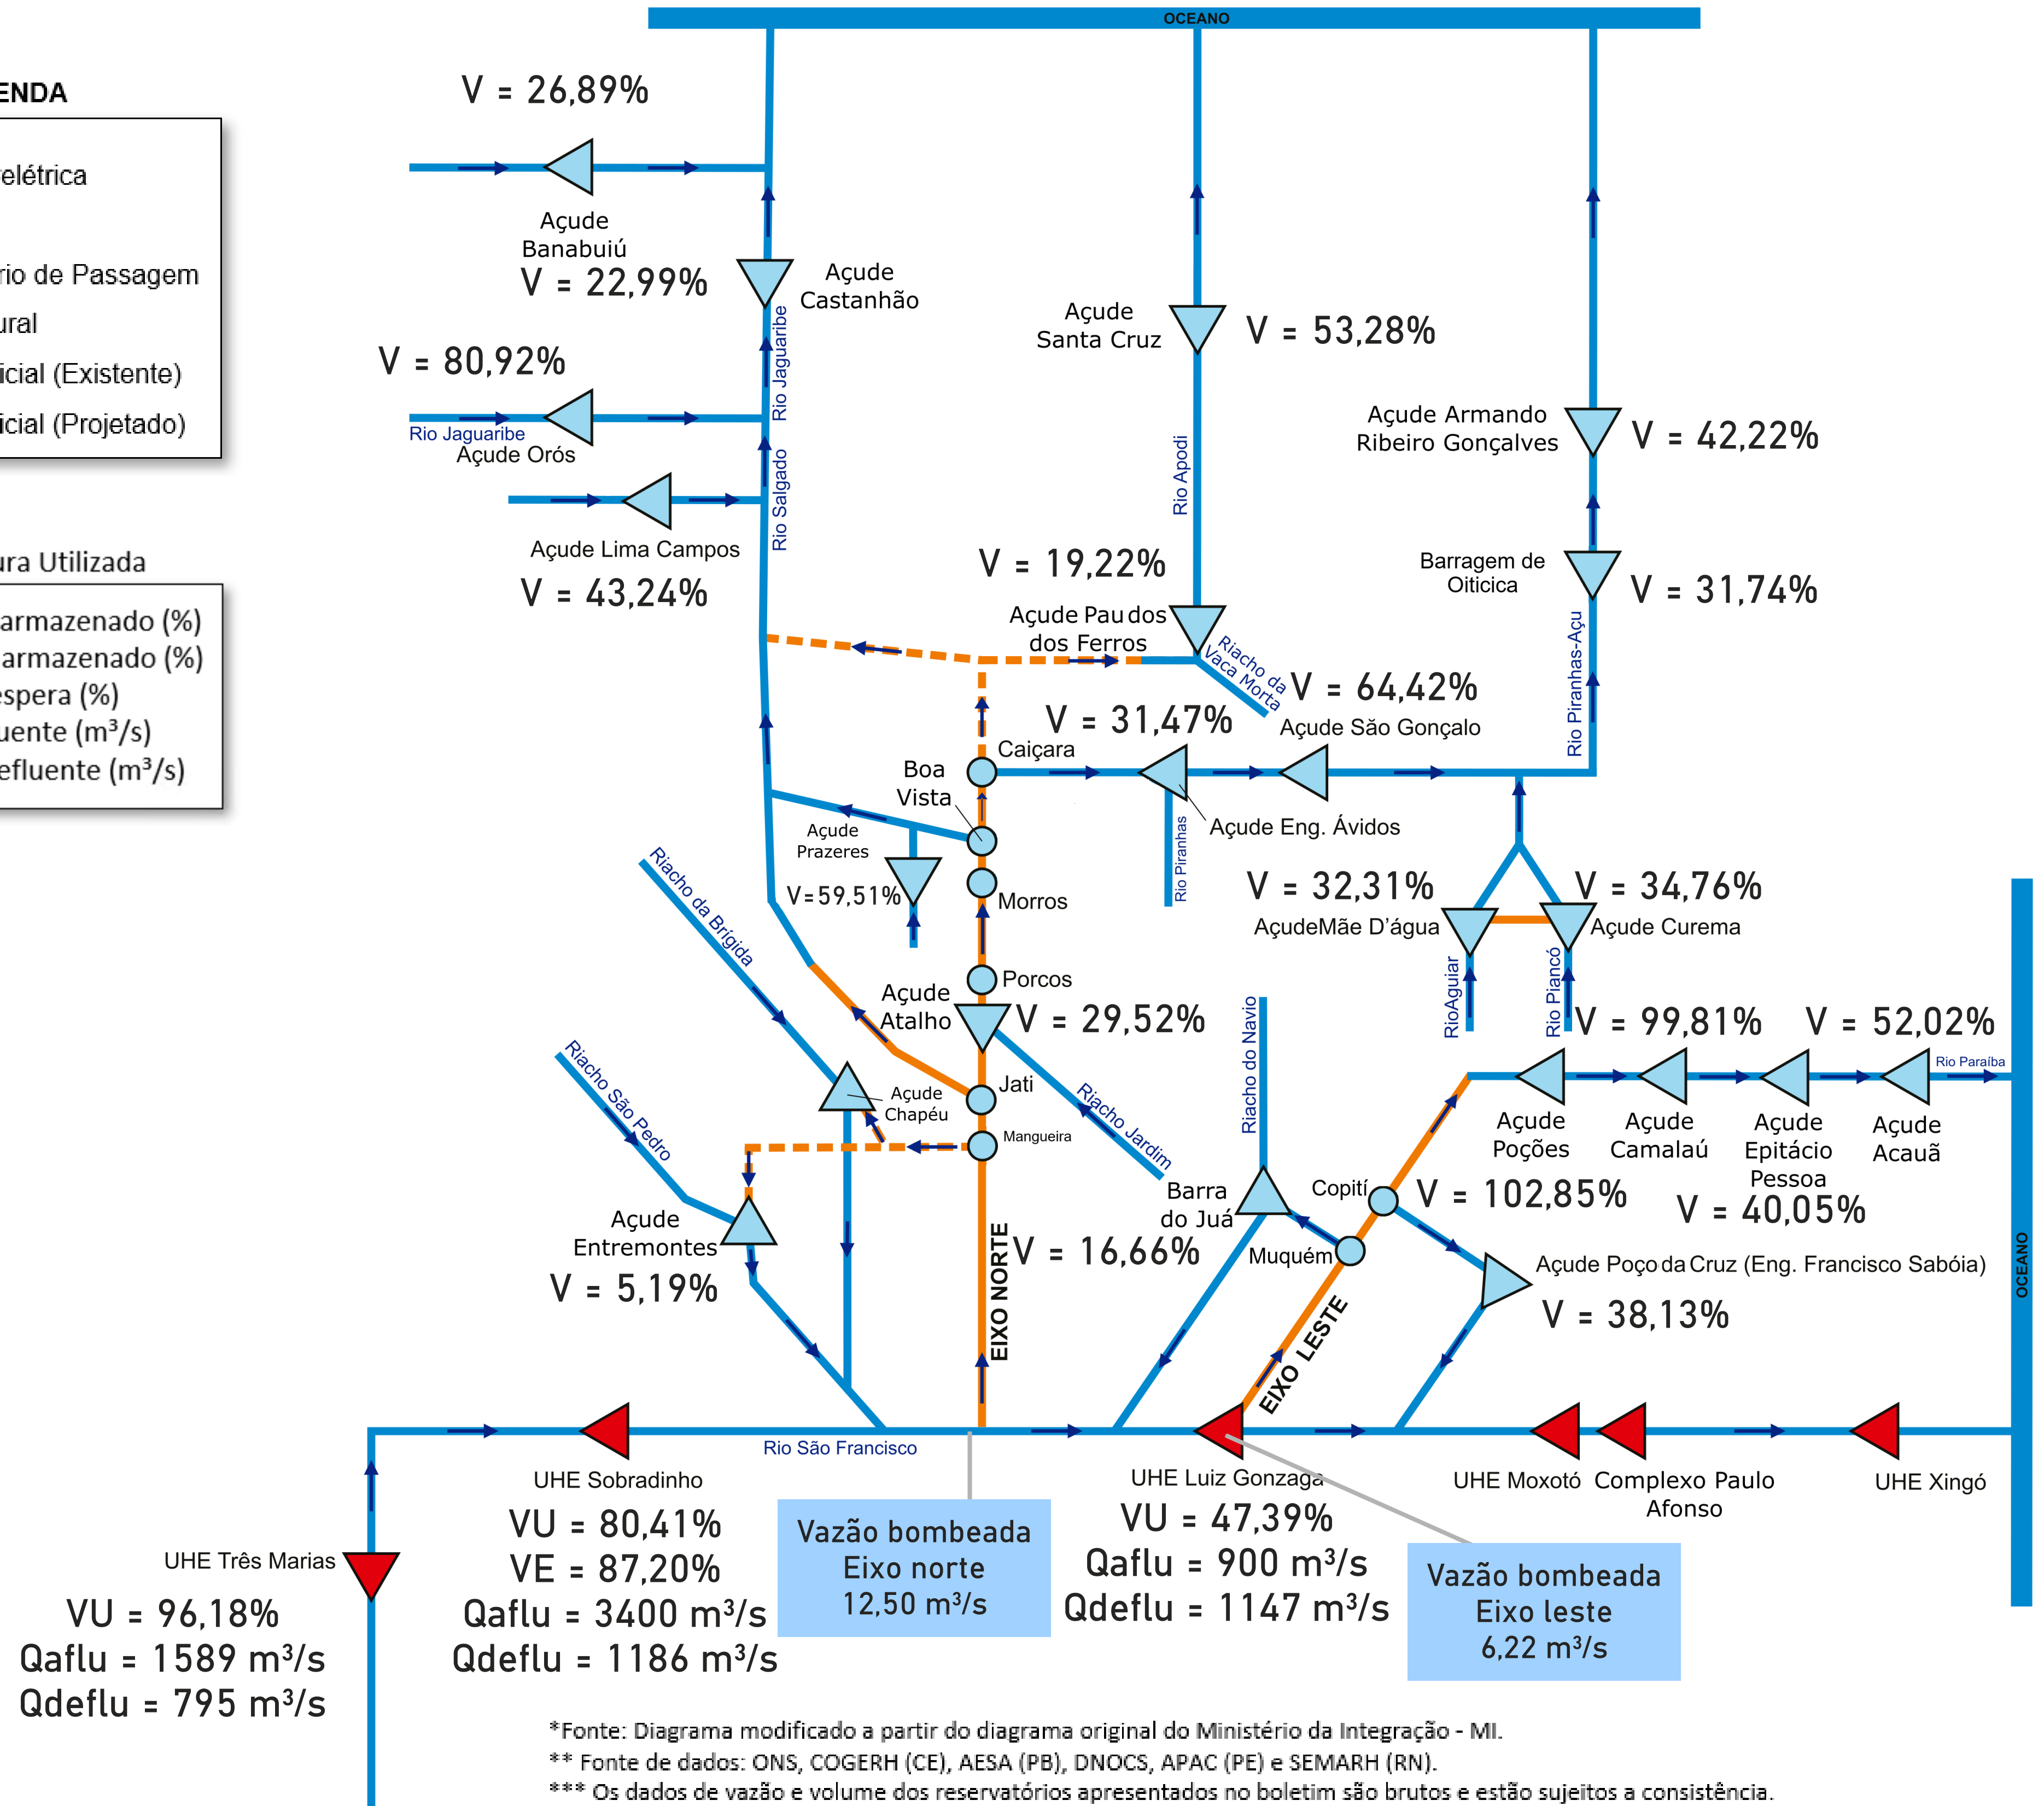 OCEANO
V = 26,89%
ENDA
elétrica
rio de Passagem
ural
icial (Existente)
icial (Projetado)
Açude
Banabuiú
V = 22,99%
Açude
Castanhão
Rio Jaguaribe
V = 80,92%
Rio Jaguaribe
Açude Orós
Rio Salgado
Açude Lima Campos
V = 43,24%
ura Utilizada
armazenado (%)
armazenado (%)
espera (%)
uente (m³/s)
efluente (m³/s)
Açude
Santa Cruz
V = 53,28%
Rio Apodi
Açude Armando
Ribeiro Gonçalves
V = 42,22%
V = 19,22%
Açude Pau dos
dos Ferros
Riacho da
Vaca Morta
Barragem de
Oiticica
V = 31,74%
Rio Piranhas-Açu
V = 64,42%
Açude São Gonçalo
V = 31,47%
Caiçara
Boa
Vista
Açude Eng. Ávidos
Rio Piranhas
Açude
Prazeres
V=59,51%
Morros
V = 32,31%
AçudeMãe D'água
V = 34,76%
Açude Curema
RioAguiar
Rio Piancó
Riacho da Brígida
Porcos
Açude
Atalho
V = 29,52%
Riacho do Navio
V = 99,81%
V = 52,02%
Rio Paraíba
Riacho São Pedro
Jati
Açude
Chapéu
Mangueira
Riacho Jardim
Açude
Poções
Açude
Camalaú
Açude
Epitácio
Pessoa
Açude
Acauã
V = 102,85%
V = 40,05%
Barra
do Juá
Copití
Muquém
V = 16,66%
Açude
Entremontes
V = 5,19%
EIXO NORTE
EIXO LESTE
Açude Poço da Cruz (Eng. Francisco Sabóia)
V = 38,13%
OCEANO
Rio São Francisco
UHE Sobradinho
VU = 80,41%
VE = 87,20%
Qaflu = 3400 m³/s
Qdeflu = 1186 m³/s
Vazão bombeada
Eixo norte
12,50 m³/s
UHE Luiz Gonzaga
VU = 47,39%
Qaflu = 900 m³/s
Qdeflu = 1147 m³/s
Vazão bombeada
Eixo leste
6,22 m³/s
UHE Moxotó
Complexo Paulo
Afonso
UHE Xingó
UHE Três Marias
VU = 96,18%
Qaflu = 1589 m³/s
Qdeflu = 795 m³/s
*Fonte: Diagrama modificado a partir do diagrama original do Ministério da Integração - MI.
** Fonte de dados: ONS, COGERH (CE), AESA (PB), DNOCS, APAC (PE) e SEMARH (RN).
*** Os dados de vazão e volume dos reservatórios apresentados no boletim são brutos e estão sujeitos a consistência.